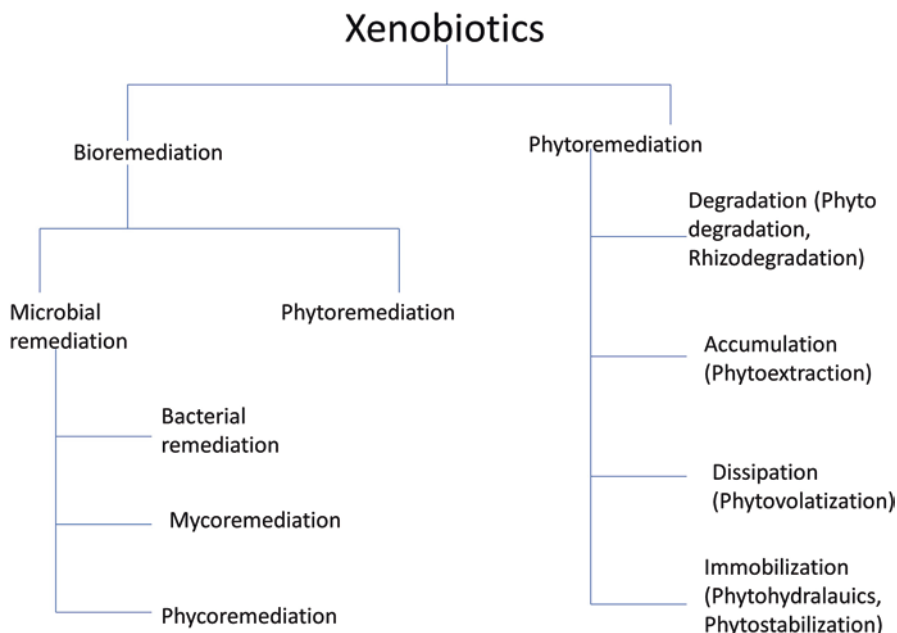 Xenobiotics
Bioremediation
Phytoremediation
Microbial
remediation
Phytoremediation
Bacterial
remediation
Mycoremediation
Phycoremediation
Degradation (Phyto
degradation,
Rhizodegradation)
Accumulation
(Phytoextraction)
Dissipation
(Phytovolatization)
Immobilization
(Phytohydralauics,
Phytostabilization)